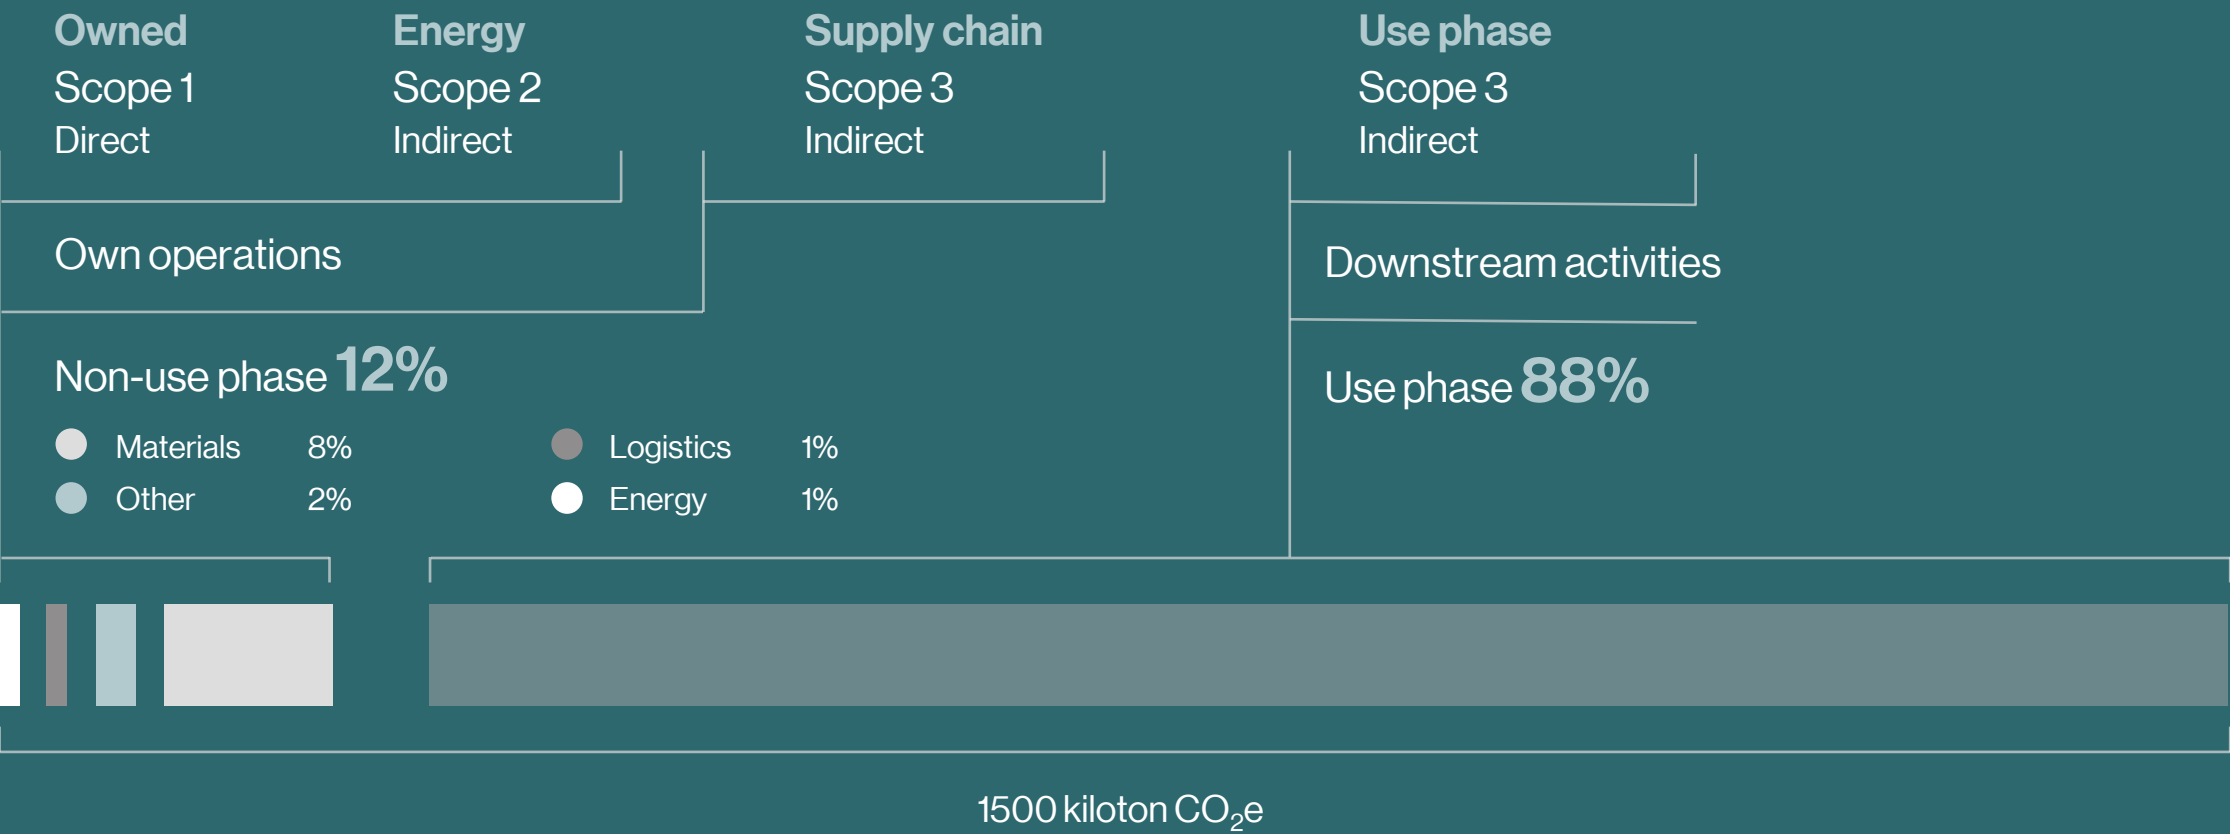 Owned
Scope 1
Direct
Energy
Scope 2
Indirect
Supply chain
Scope 3
Indirect
Use phase
Scope 3
Indirect
Own operations
Downstream activities
Non-use phase 12%
Materials 8%
Other 2%
Logistics 1%
Energy 1%
Use phase 88%
1500 kiloton CO₂e